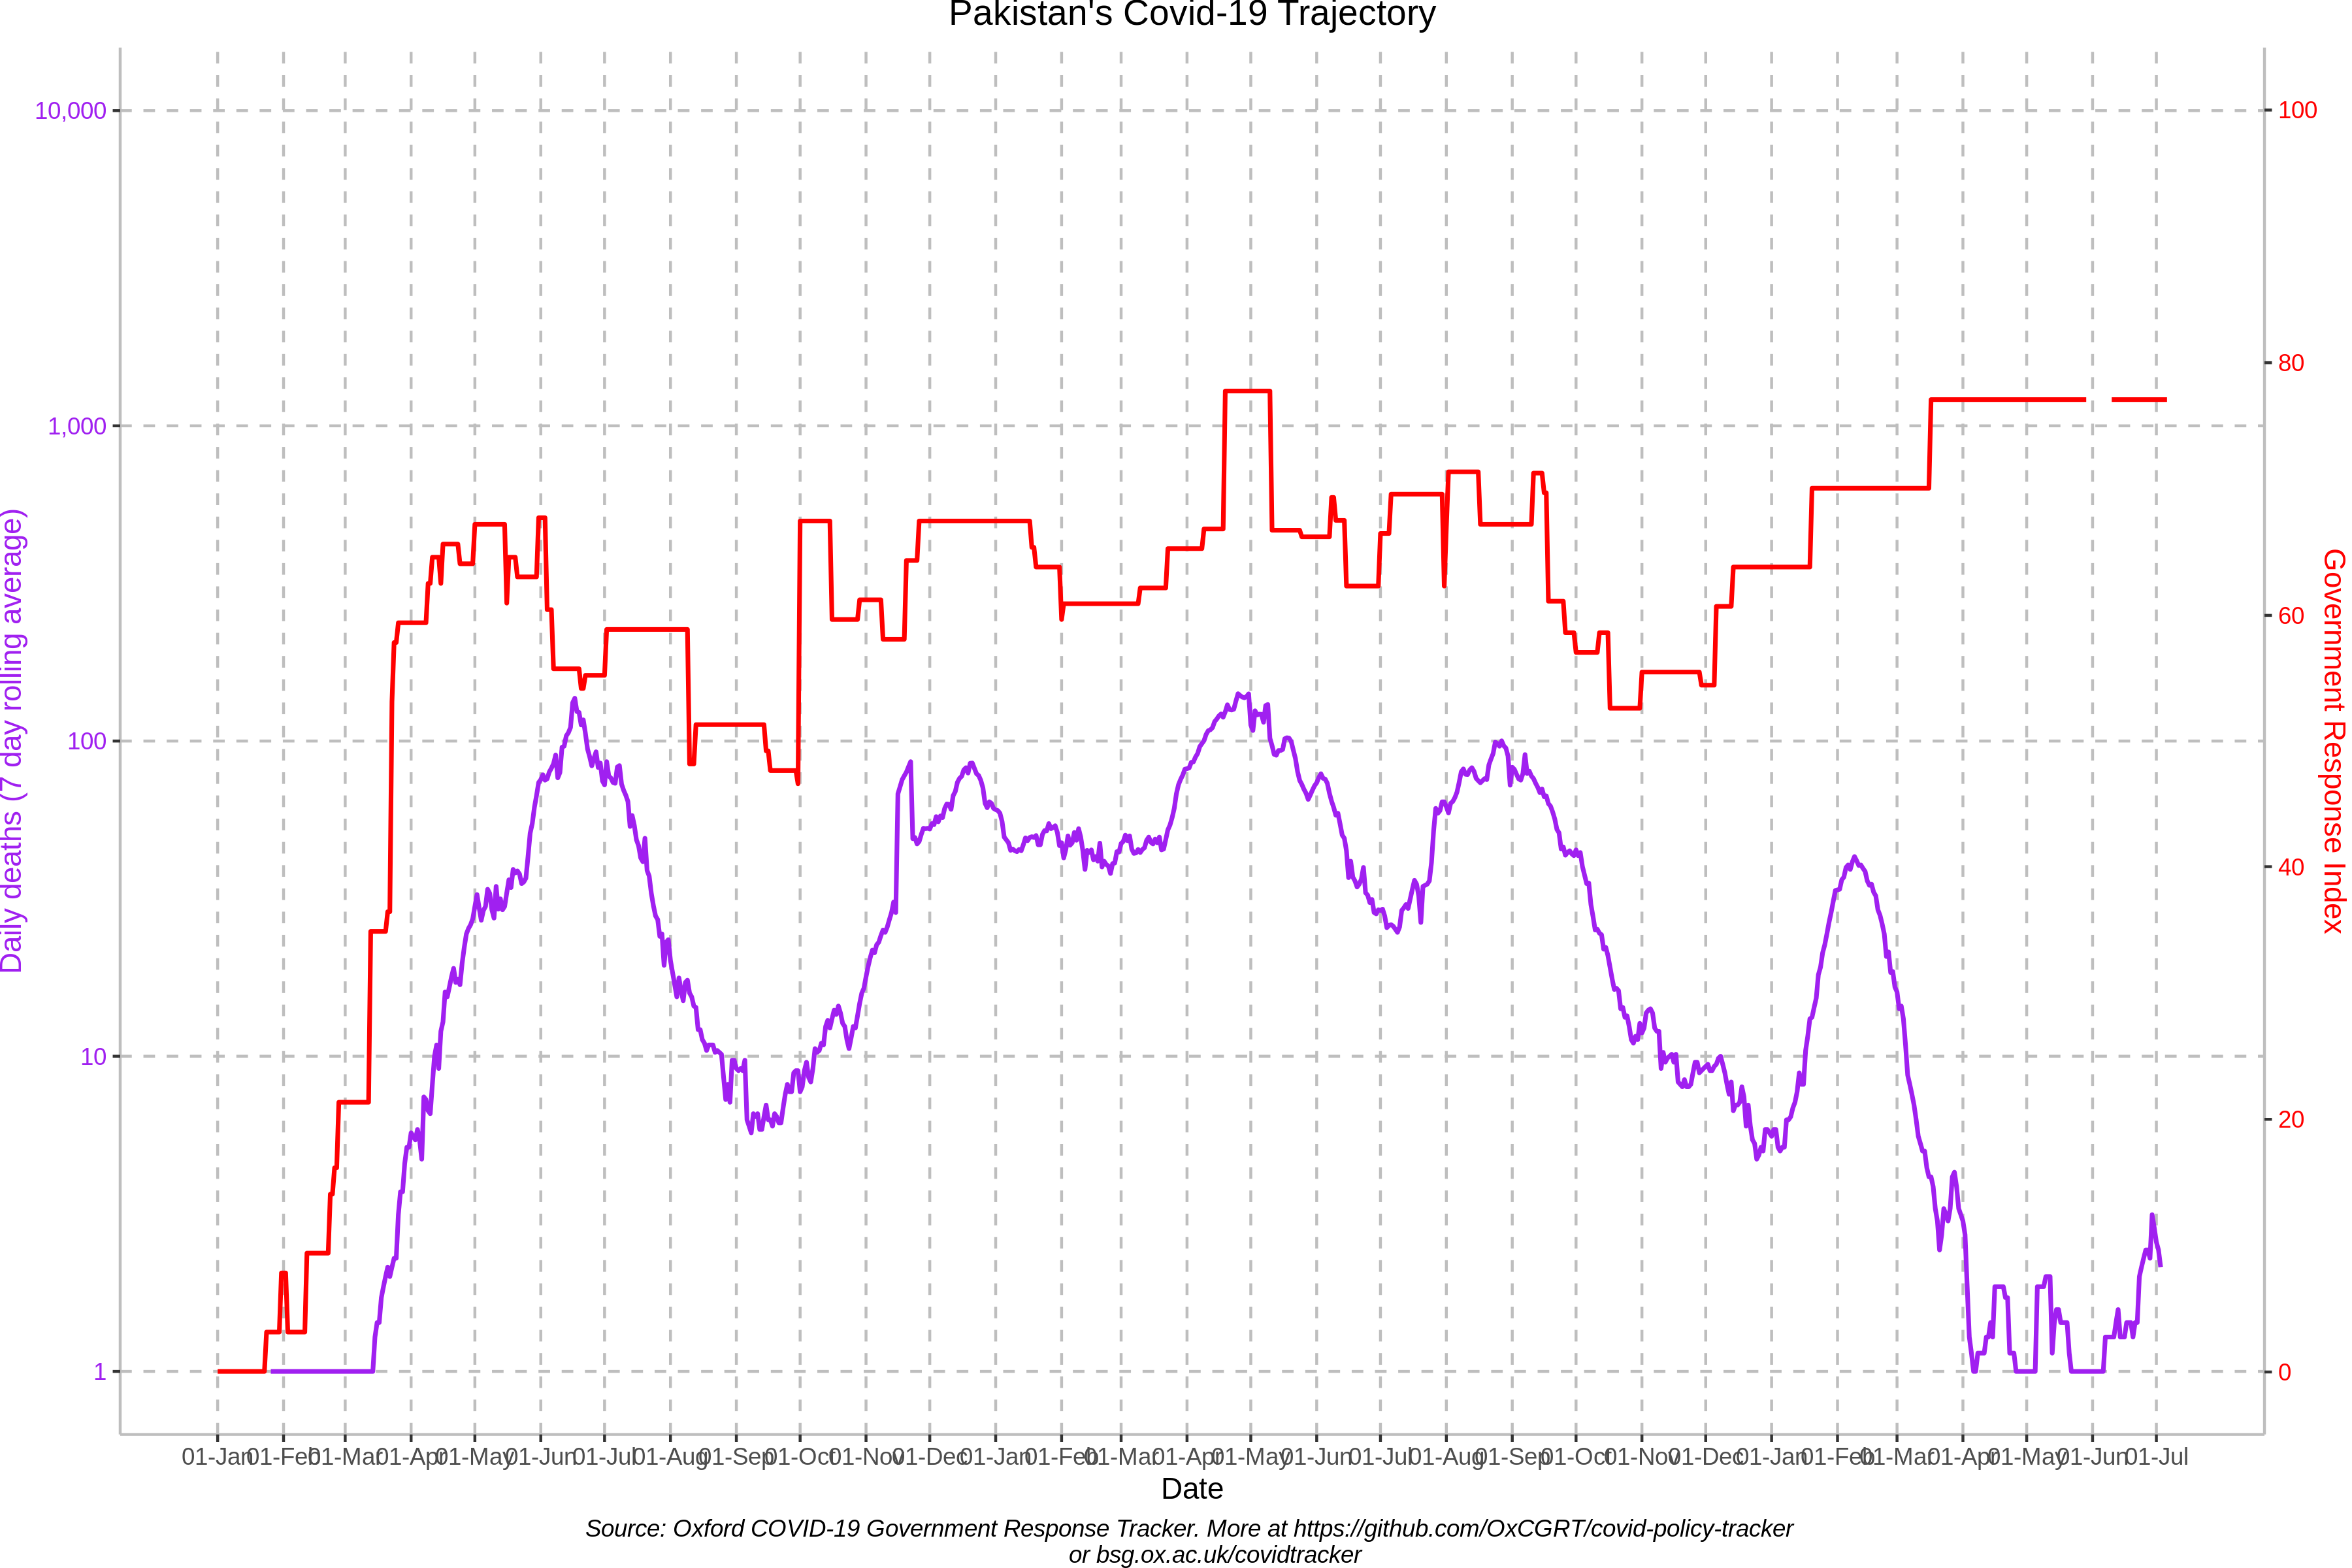 Pakistan's Covid-19 Trajectory
10,000
1,000
100
10
1
Daily deaths (7 day rolling average)
100
80
60
40
20
0
Government Response Index
01-Jan 01-Feb 01-Mar 01-Apr 01-May 01-Jun 01-Jul 01-Aug 01-Sep 01-Oct 01-Nov 01-Dec 01-Jan 01-Feb 01-Mar 01-Apr 01-May 01-Jun 01-Jul 01-Aug 01-Sep 01-Oct 01-Nov 01-Dec 01-Jan 01-Feb 01-Mar 01-Apr 01-May 01-Jun 01-Jul
Date
Source: Oxford COVID-19 Government Response Tracker. More at https://github.com/OxCGRT/covid-policy-tracker
or bsg.ox.ac.uk/covidtracker